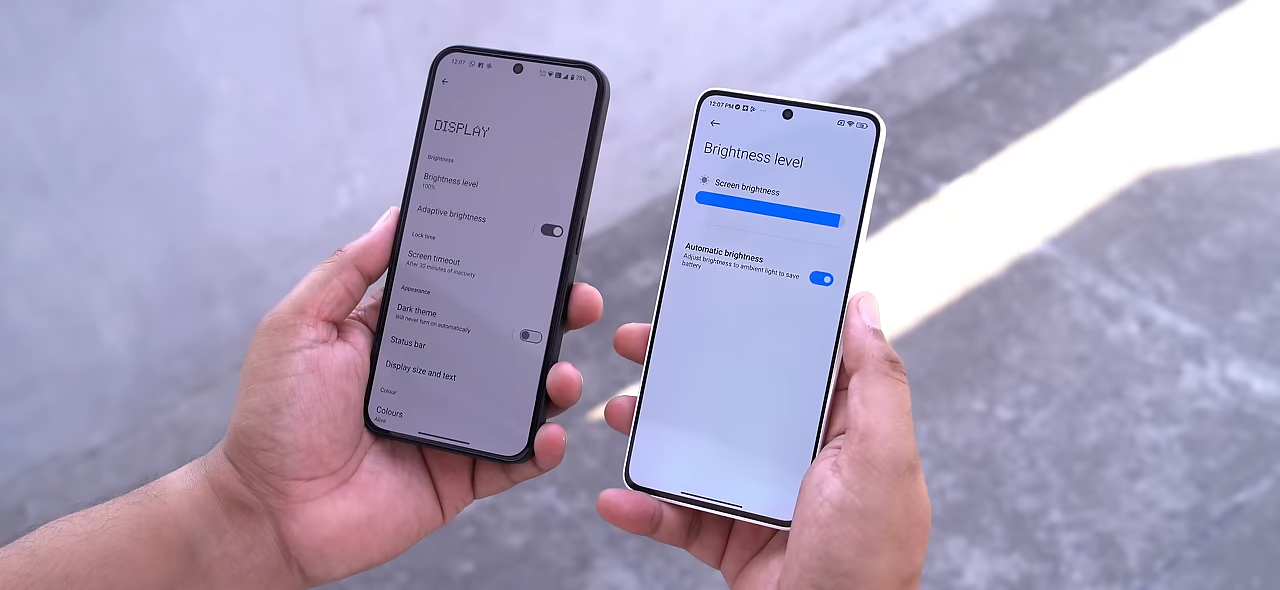 12:07
75%
DISPLAY
Brightness
Brightness level
100%
Adaptive brightness
Lock time
Screen timeout
After 30 minutes of inactivity
Appearance
Dark theme
Will never turn on automatically
Status bar
Display size and text
Colour
Colours
Alive
12:07 PM
Brightness level
Screen brightness
Automatic brightness
Adjust brightness to ambient light to save
battery